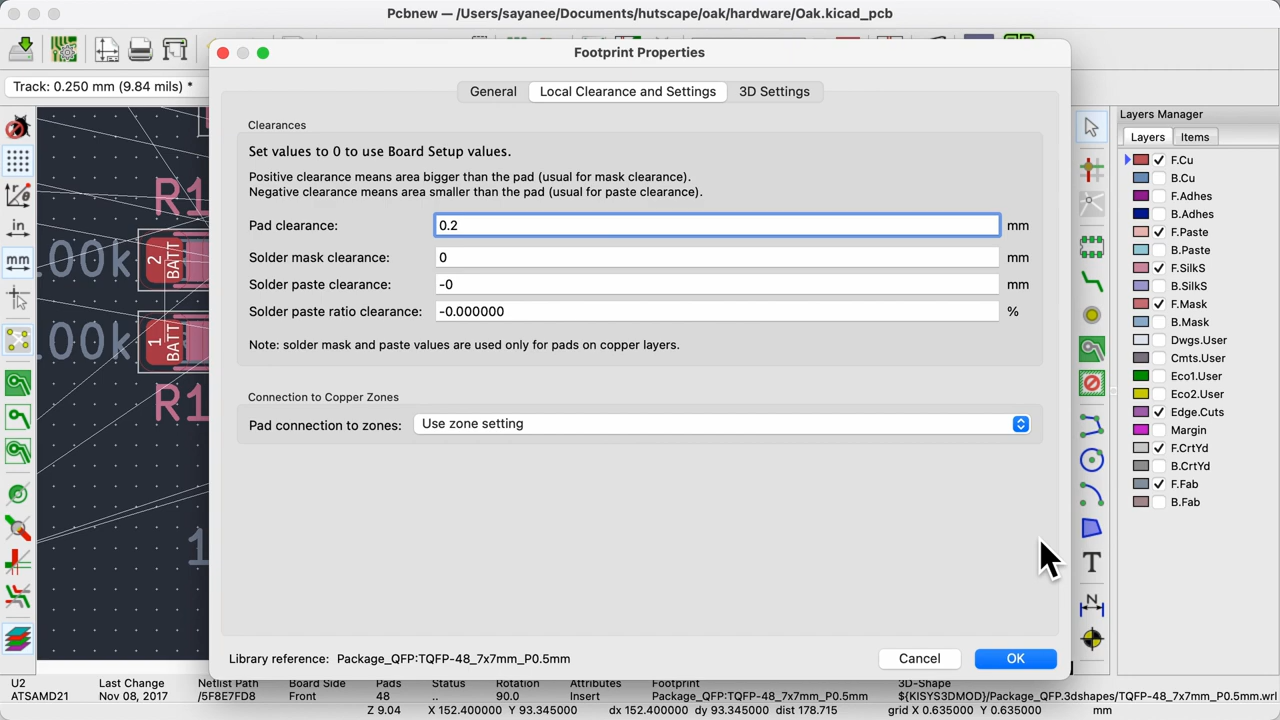 Pcbnew — /Users/sayanee/Documents/hutscape/oak/hardware/Oak.kicad_pcb
Footprint Properties
Track: 0.250 mm (9.84 mils) *
General Local Clearance and Settings 3D Settings
Layers Manager
Layers Items
Clearances
Set values to 0 to use Board Setup values.
Positive clearance means area bigger than the pad (usual for mask clearance).
Negative clearance means area smaller than the pad (usual for paste clearance).
Pad clearance: 0.2 mm
Solder mask clearance: 0 mm
Solder paste clearance: -0 mm
Solder paste ratio clearance: -0.000000 %
Note: solder mask and paste values are used only for pads on copper layers.
Connection to Copper Zones
Pad connection to zones: Use zone setting
F.Cu
B.Cu
F.Adhes
B.Adhes
F.Paste
B.Paste
F.SilkS
B.SilkS
F.Mask
B.Mask
Dwgs.User
Cmts.User
Eco1.User
Eco2.User
Edge.Cuts
Margin
F.CrtYd
B.CrtYd
F.Fab
B.Fab
in
mm
R1
00k
2
BATT
00k
1
BATT
R1
1
T
N
Library reference: Package_QFP:TQFP-48_7x7mm_P0.5mm
Cancel OK
U2 Last Change Netlist Path Board Side Pads Status Rotation Attributes Footprint 3D-Shape
ATSAMD21 Nov 08, 2017 /5F8E7FD8 Front 48 .. 90.0 Insert Package_QFP:TQFP-48_7x7mm_P0.5mm ${KISYS3DMOD}/Package_QFP.3dshapes/TQFP-48_7x7mm_P0.5mm.wrl
Z 9.04 X 152.400000 Y 93.345000 dx 152.400000 dy 93.345000 dist 178.715 grid X 0.635000 Y 0.635000 mm